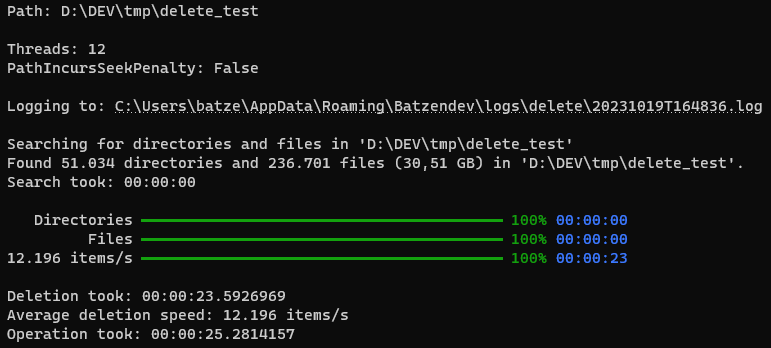 Path: D:\DEV\tmp\delete_test
Threads: 12
PathIncursSeekPenalty: False
Logging to: C:\Users\batze\AppData\Roaming\Batzendev\logs\delete\20231019T164836.log
Searching for directories and files in 'D:\DEV\tmp\delete_test'
Found 51.034 directories and 236.701 files (30,51 GB) in 'D:\DEV\tmp\delete_test'.
Search took: 00:00:00
Directories 100% 00:00:00
Files 100% 00:00:00
12.196 items/s 100% 00:00:23
Deletion took: 00:00:23.5926969
Average deletion speed: 12.196 items/s
Operation took: 00:00:25.2814157